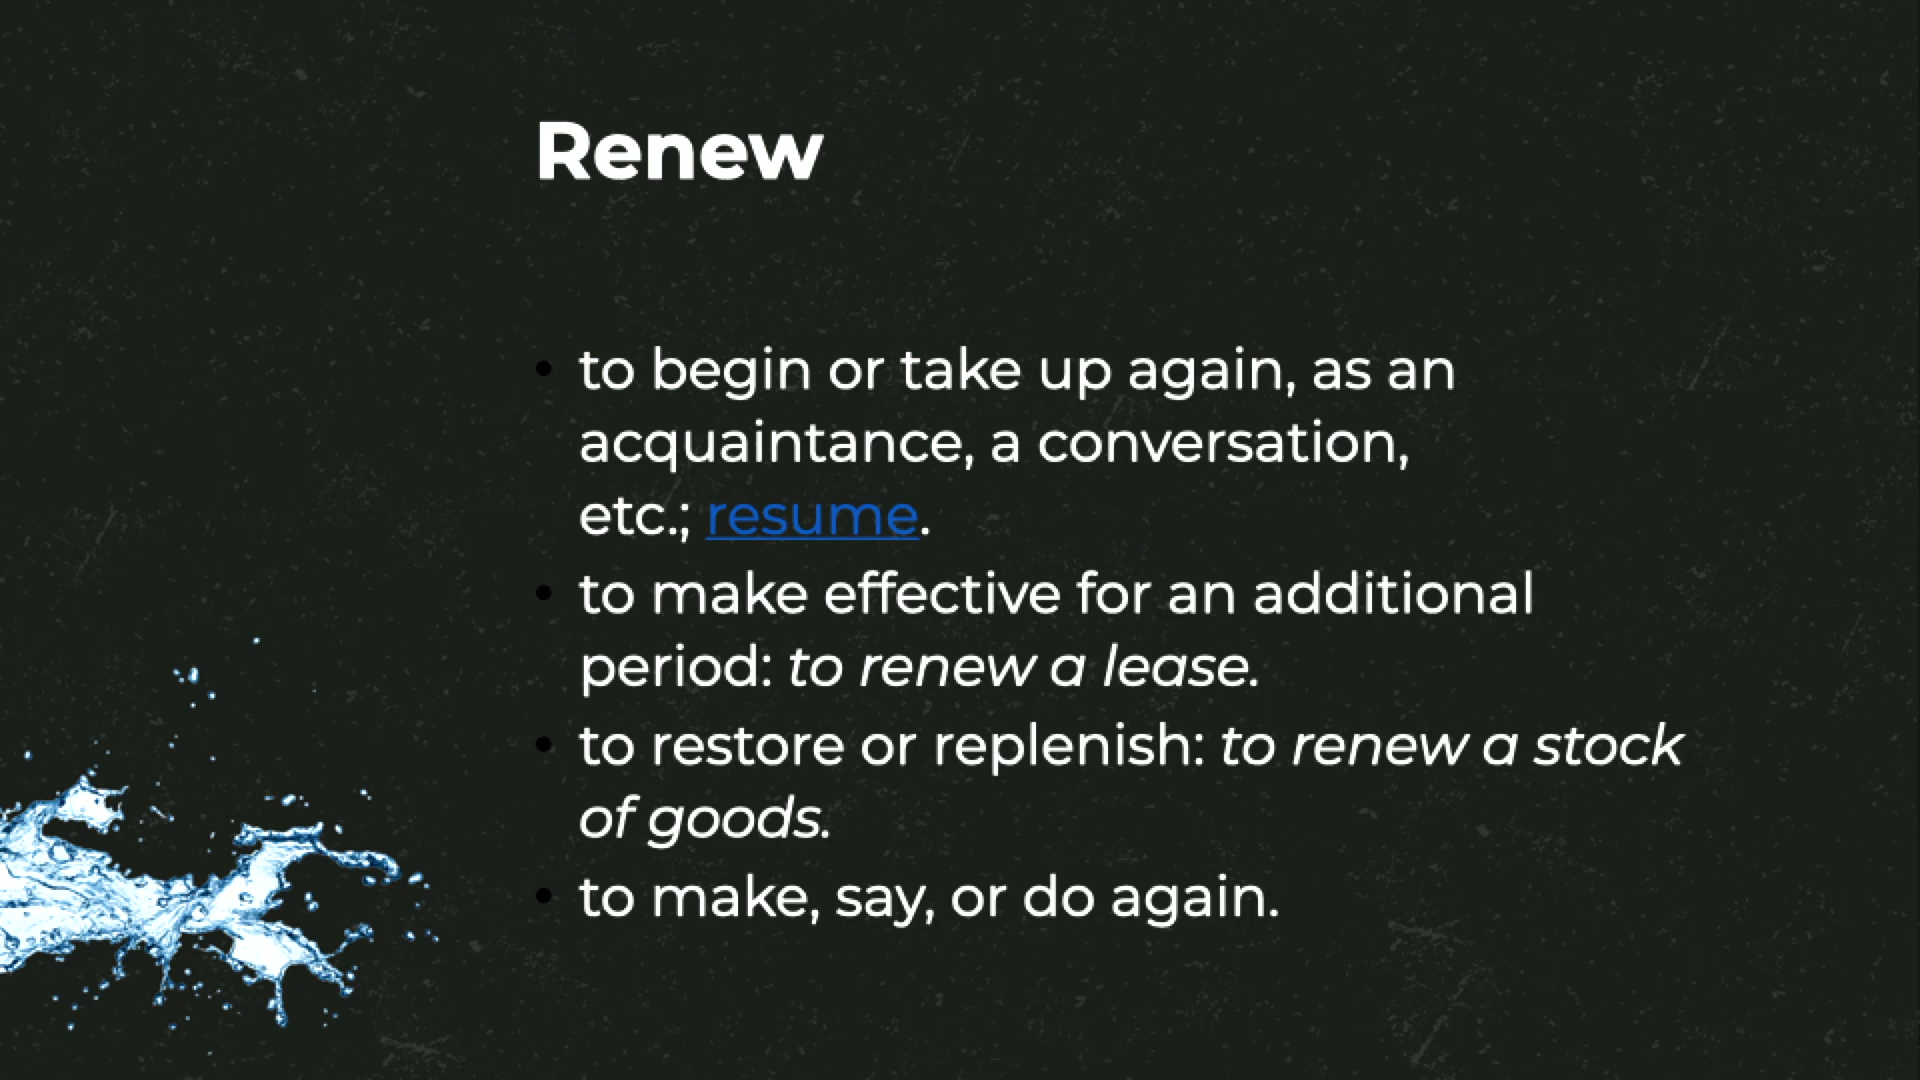 Renew
• to begin or take up again, as an
acquaintance, a conversation,
etc.; resume.
• to make effective for an additional
period: to renew a lease.
• to restore or replenish: to renew a stock
of goods.
• to make, say, or do again.